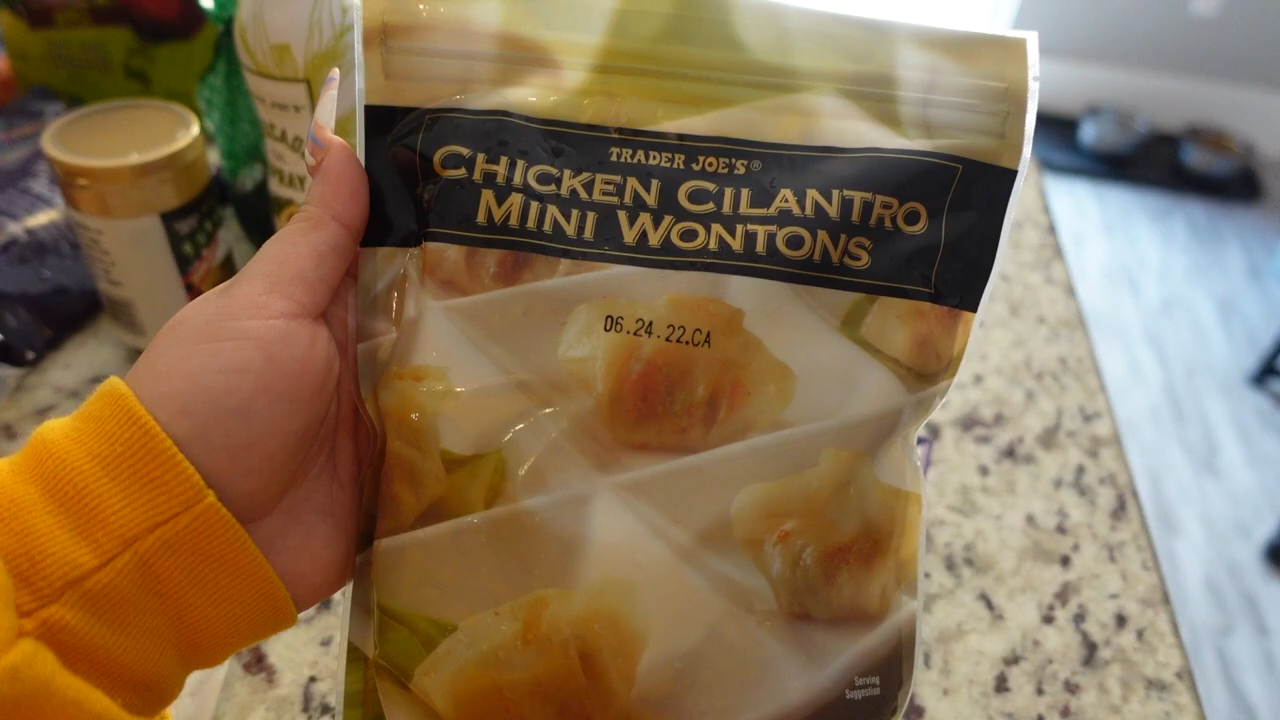 TRADER JOE'S®
CHICKEN CILANTRO
MINI WONTONS
06.24.22.CA
Serving
Suggestion